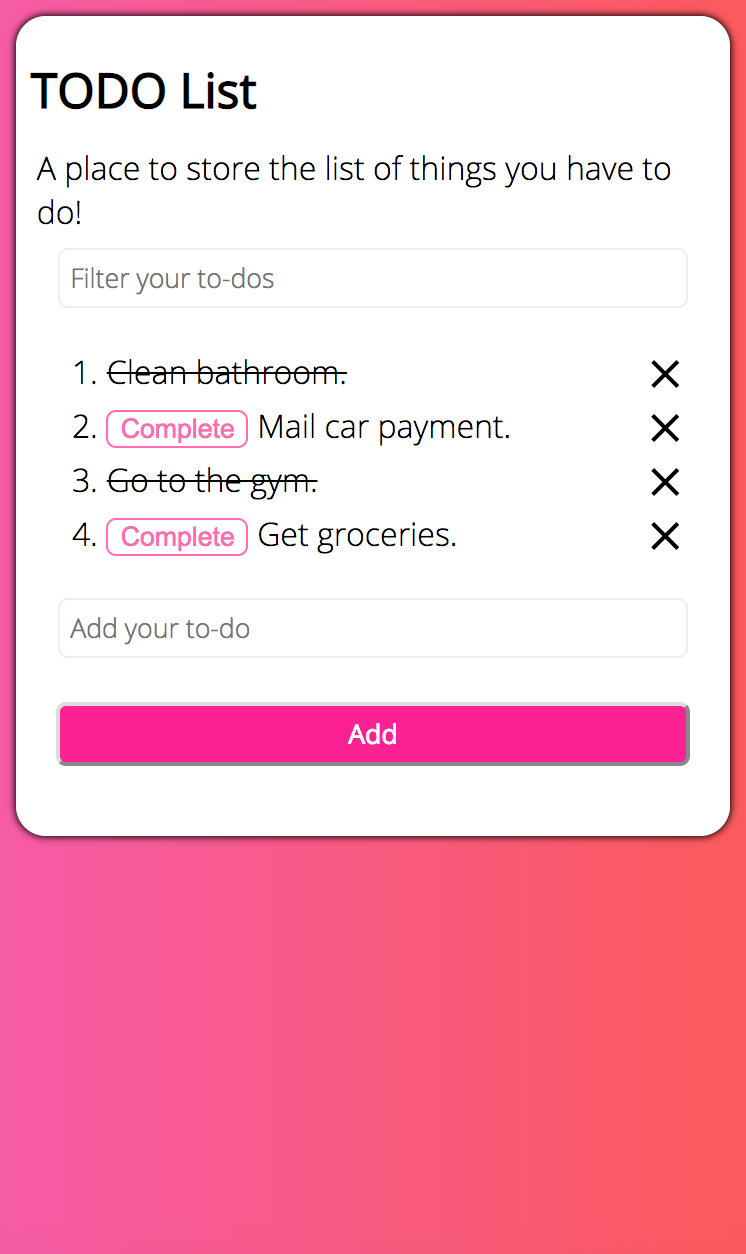 TODO List
A place to store the list of things you have to
do!
Filter your to-dos
1. Clean bathroom.
2. Complete Mail car payment.
3. Go to the gym.
4. Complete Get groceries.
Add your to-do
Add